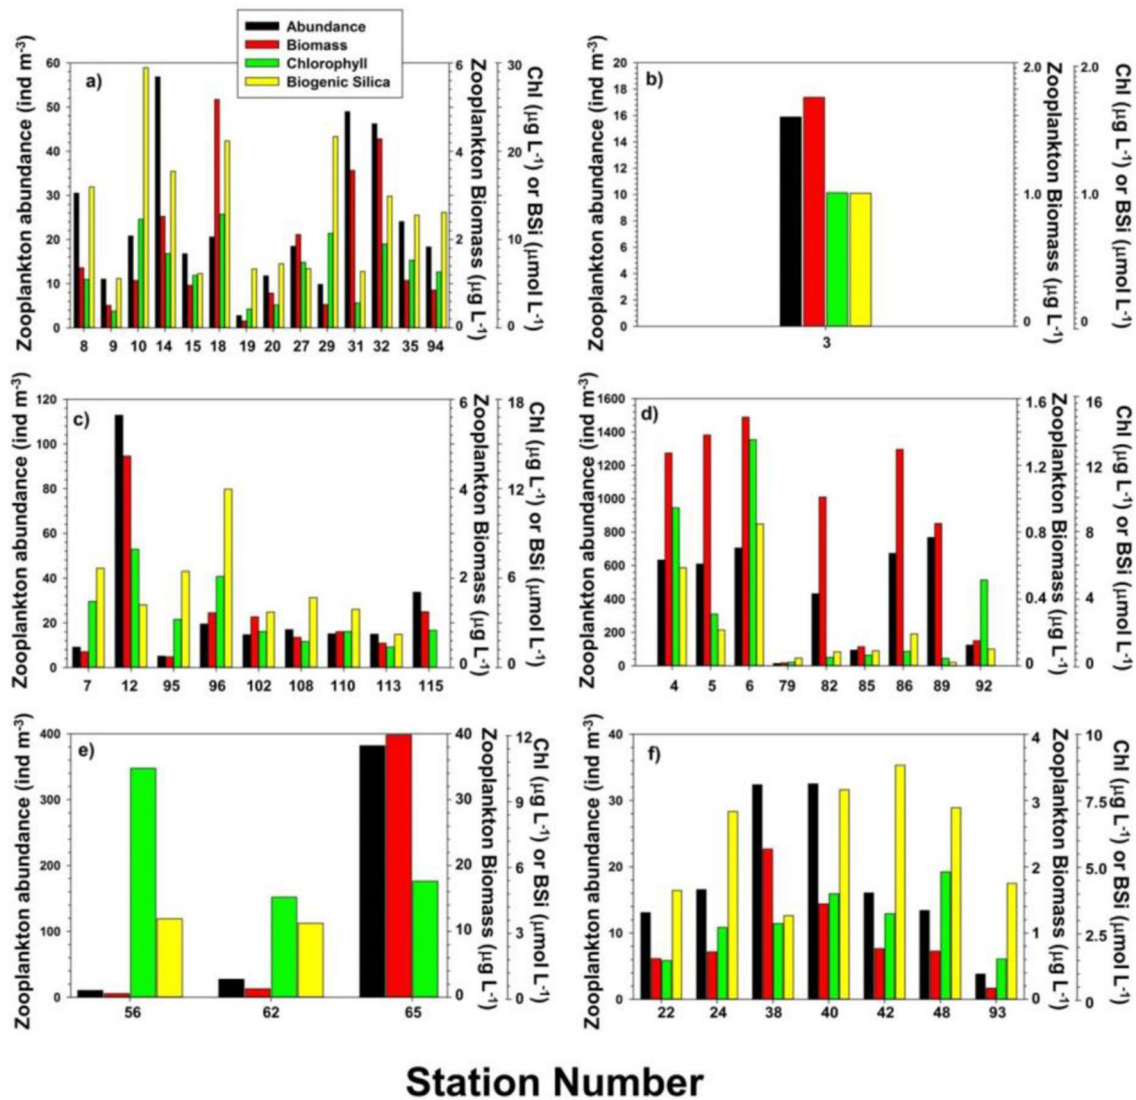 Abundance
Biomass
Chlorophyll
Biogenic Silica
a)
Zooplankton abundance (ind m-3)
60
50
40
30
20
10
0
8 9 10 14 15 18 19 20 27 29 31 32 35 94
6
4
2
0
Zooplankton Biomass (µg L-1)
30
20
10
0
Chl (µg L-1) or BSi (µmol L-1)
b)
Zooplankton abundance (ind m-3)
20
18
16
14
12
10
8
6
4
2
0
3
2.0
1.0
0
Zooplankton Biomass (µg L-1)
2.0
1.0
0
Chl (µg L-1) or BSi (µmol L-1)
c)
Zooplankton abundance (ind m-3)
120
100
80
60
40
20
0
7 12 95 96 102 108 110 113 115
6
4
2
0
Zooplankton Biomass (µg L-1)
18
12
6
0
Chl (µg L-1) or BSi (µmol L-1)
d)
Zooplankton abundance (ind m-3)
1600
1400
1200
1000
800
600
400
200
0
4 5 6 79 82 85 86 89 92
1.6
1.2
0.8
0.4
0
Zooplankton Biomass (µg L-1)
16
12
8
4
0
Chl (µg L-1) or BSi (µmol L-1)
e)
Zooplankton abundance (ind m-3)
400
300
200
100
0
56 62 65
40
30
20
10
0
Zooplankton Biomass (µg L-1)
12
9
6
3
0
Chl (µg L-1) or BSi (µmol L-1)
f)
Zooplankton abundance (ind m-3)
40
30
20
10
0
22 24 38 40 42 48 93
4
3
2
1
0
Zooplankton Biomass (µg L-1)
10
7.5
5.0
2.5
0
Chl (µg L-1) or BSi (µmol L-1)
Station Number